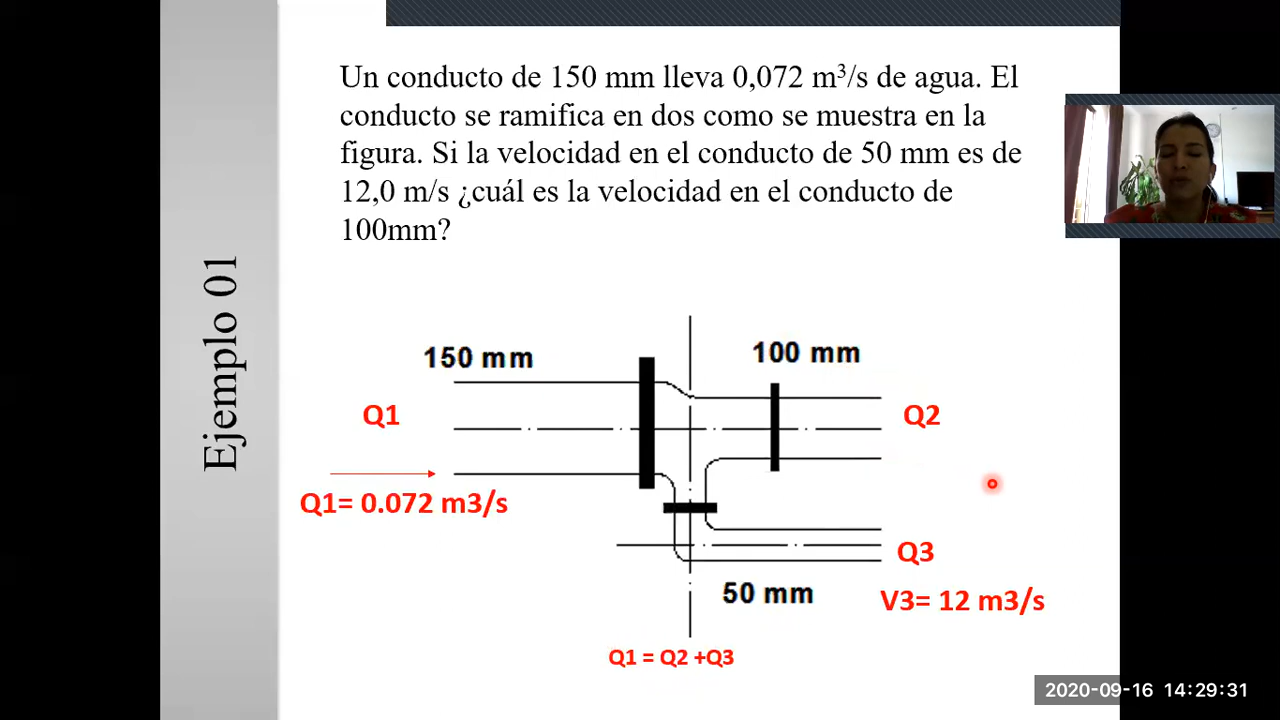 Un conducto de 150 mm lleva 0,072 m³/s de agua. El
conducto se ramifica en dos como se muestra en la
figura. Si la velocidad en el conducto de 50 mm es de
12,0 m/s ¿cuál es la velocidad en el conducto de
100mm?
Ejemplo 01
150 mm
100 mm
Q1
Q2
Q1= 0.072 m3/s
Q3
50 mm
V3= 12 m3/s
Q1 = Q2 +Q3
2020-09-16 14:29:31